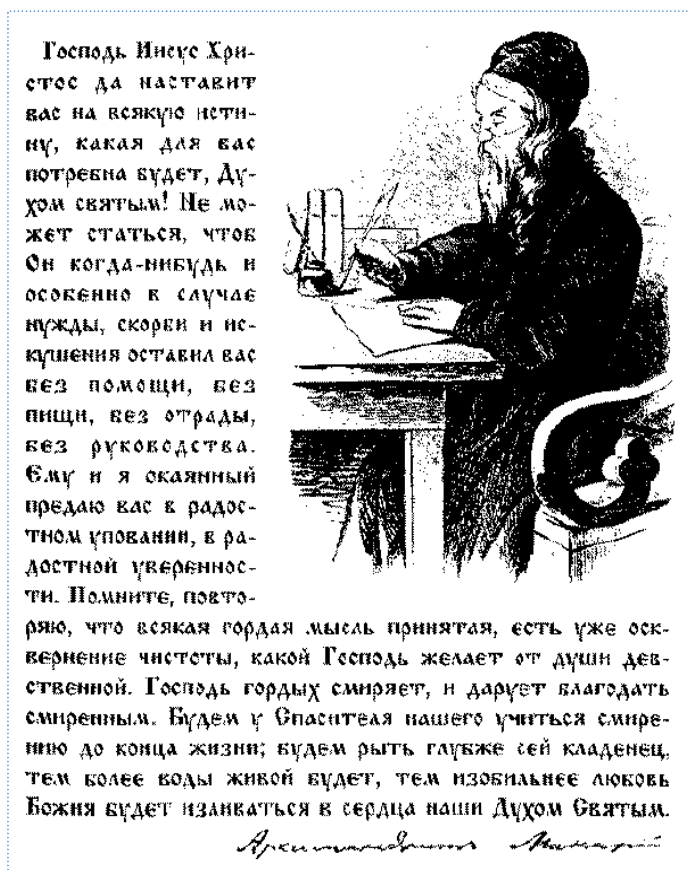 Господь Иисус Хри-
стос да наставит
вас на всякую исти-
ну, какая для вас
потребна будет, Ду-
хом святым! Не мо-
жет статься, чтоб
Он когда-нибудь и
особенно в случае
нужды, скорби и ис-
кушения оставил вас
без помощи, без
пищи, без отрады,
без руководства.
Ему и я окаянный
предаю вас в радос-
тном уповании, в ра-
достной увереннос-
ти. Помните, повто-
ряю, что всякая гордая мысль принятая, есть уже оск-
вернение чистоты, какой Господь желает от души дев-
ственной. Господь гордых смиряет, и дарует благодать
смиренным. Будем у Спасителя нашего учиться смире-
нию до конца жизни; будем рыть глубже сей кладенец,
тем более воды живой будет, тем изобильнее любовь
Божия будет изливаться в сердца наши Духом Святым.
Архимандритъ Макарій